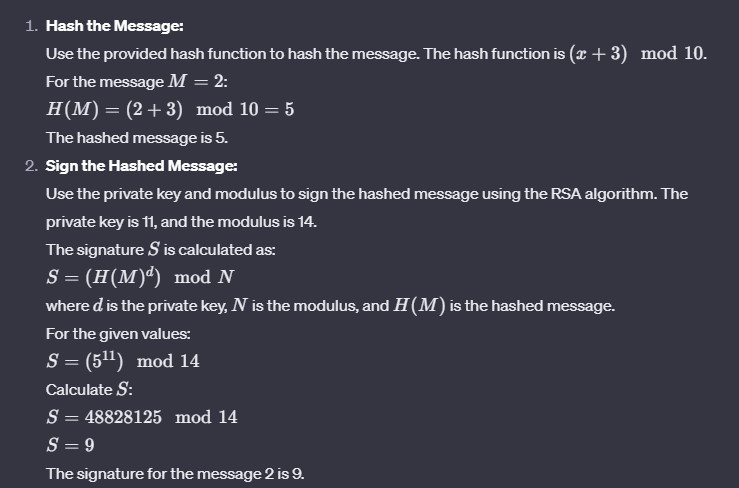 1. Hash the Message:
Use the provided hash function to hash the message. The hash function is (x + 3) mod 10.
For the message M = 2:
H(M) = (2 + 3) mod 10 = 5
The hashed message is 5.
2. Sign the Hashed Message:
Use the private key and modulus to sign the hashed message using the RSA algorithm. The
private key is 11, and the modulus is 14.
The signature S is calculated as:
S = (H(M)ᵈ) mod N
where d is the private key, N is the modulus, and H(M) is the hashed message.
For the given values:
S = (5¹¹) mod 14
Calculate S:
S = 48828125 mod 14
S = 9
The signature for the message 2 is 9.